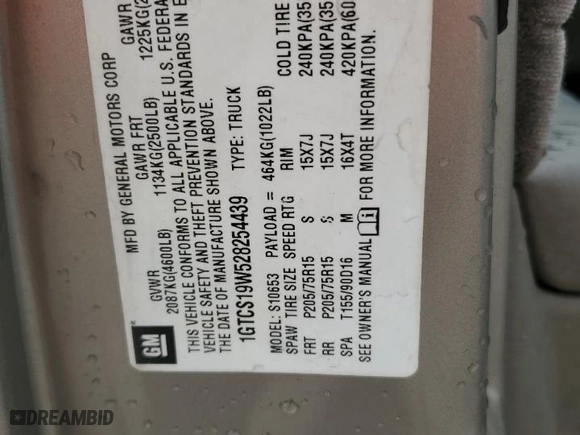 GM
MFD BY GENERAL MOTORS CORP
GVWR GAWR FRT GAWR
2087KG(4600LB) 1134KG(2500LB) 1225KG(2
THIS VEHICLE CONFORMS TO ALL APPLICABLE U.S. FEDERA
VEHICLE SAFETY AND THEFT PREVENTION STANDARDS IN E
THE DATE OF MANUFACTURE SHOWN ABOVE.
1GTCS19W528254439 TYPE: TRUCK
MODEL: S10653 PAYLOAD = 464KG(1022LB)
SPAW TIRE SIZE SPEED RTG RIM COLD TIRE
FRT P205/75R15 S 15X7J 240KPA(35
RR P205/75R15 S 15X7J 240KPA(35
SPA T155/90D16 M 16X4T 420KPA(60
SEE OWNER'S MANUAL FOR MORE INFORMATION.
DREAMBID